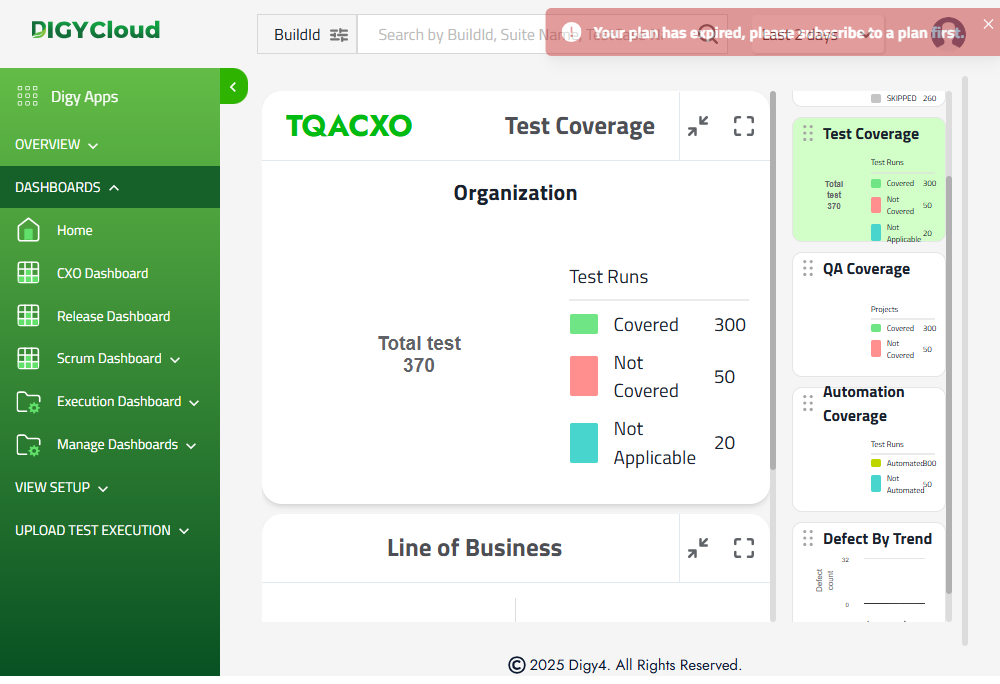 DIGYCloud
BuildId
Search by BuildId, Suite Name,
Last 2 days
Your plan has expired, please subscribe to a plan first.
Digy Apps
OVERVIEW
DASHBOARDS
Home
CXO Dashboard
Release Dashboard
Scrum Dashboard
Execution Dashboard
Manage Dashboards
VIEW SETUP
UPLOAD TEST EXECUTION
TQACXO
Test Coverage
Organization
Total test
370
Test Runs
Covered 300
Not
Covered
50
Not
Applicable
20
Line of Business
SKIPPED 260
Test Coverage
Total
test
370
Test Runs
Covered 300
Not
Covered
50
Not
Applicable
20
QA Coverage
Projects
Covered 300
Not
Covered
50
Automation
Coverage
Test Runs
Automated 300
Not
Automated
50
Defect By Trend
Defect
count
32
0
© 2025 Digy4. All Rights Reserved.